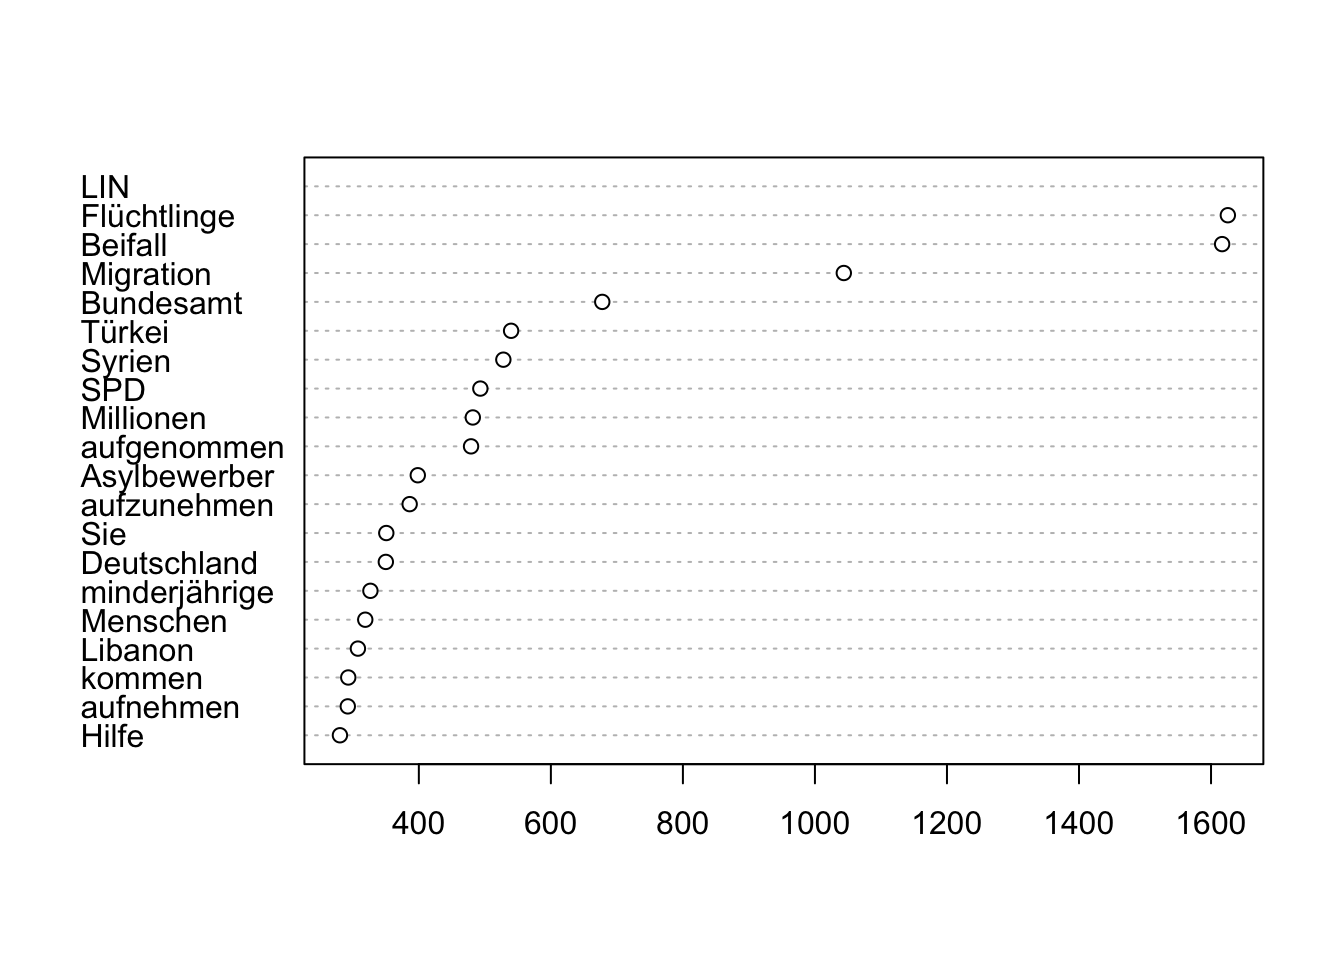 LIN
Flüchtlinge
Beifall
Migration
Bundesamt
Türkei
Syrien
SPD
Millionen
aufgenommen
Asylbewerber
aufzunehmen
Sie
Deutschland
minderjährige
Menschen
Libanon
kommen
aufnehmen
Hilfe
400 600 800 1000 1200 1400 1600